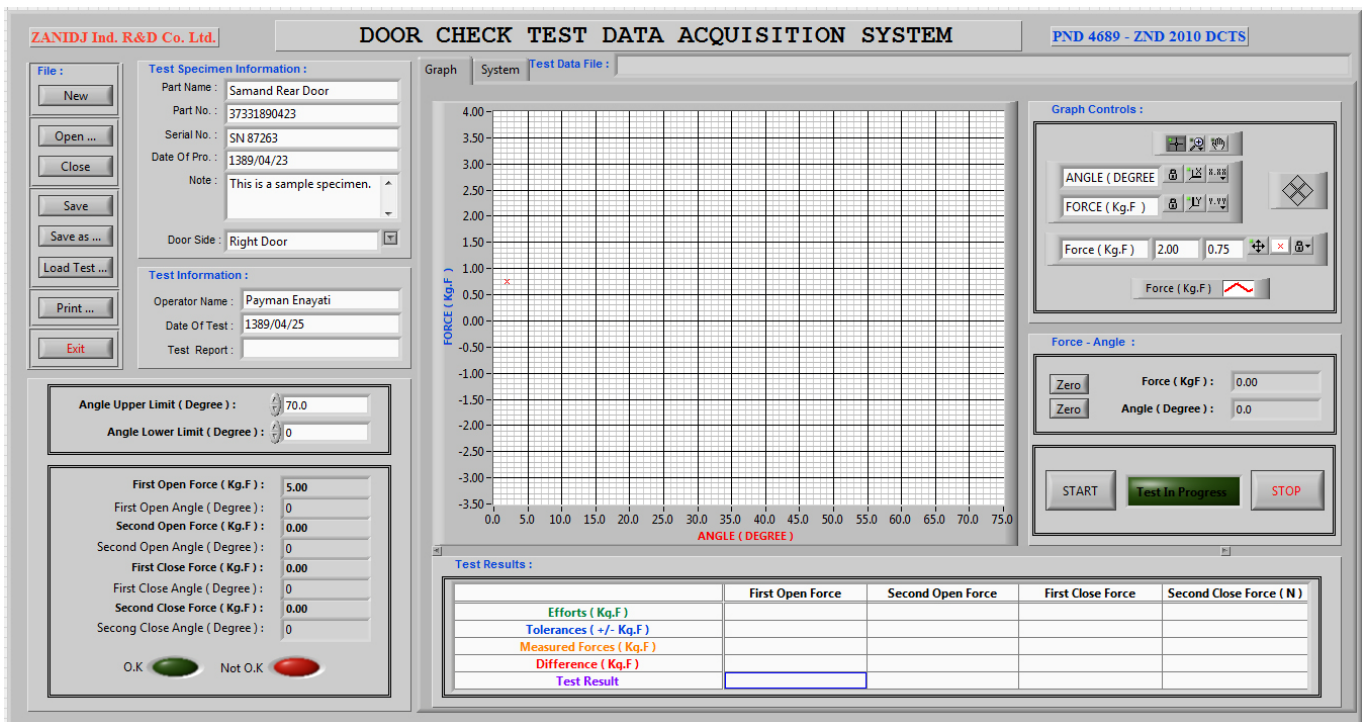 ZANIDJ Ind. R&D Co. Ltd.
DOOR CHECK TEST DATA ACQUISITION SYSTEM
PND 4689 - ZND 2010 DCTS
File :
New
Open ...
Close
Save
Save as ...
Load Test ...
Print ...
Exit
Test Specimen Information :
Part Name : Samand Rear Door
Part No. : 37331890423
Serial No. : SN 87263
Date Of Pro. : 1389/04/23
Note : This is a sample specimen.
Door Side : Right Door
Test Information :
Operator Name : Payman Enayati
Date Of Test : 1389/04/25
Test Report :
Angle Upper Limit ( Degree ) : 70.0
Angle Lower Limit ( Degree ) : 0
First Open Force ( Kg.F ) : 5.00
First Open Angle ( Degree ) : 0
Second Open Force ( Kg.F ) : 0.00
Second Open Angle ( Degree ) : 0
First Close Force ( Kg.F ) : 0.00
First Close Angle ( Degree ) : 0
Second Close Force ( Kg.F ) : 0.00
Secong Close Angle ( Degree ) : 0
O.K Not O.K
Graph System Test Data File :
4.00
3.50
3.00
2.50
2.00
1.50
1.00
0.50
0.00
-0.50
-1.00
-1.50
-2.00
-2.50
-3.00
-3.50
FORCE ( Kg.F )
0.0 5.0 10.0 15.0 20.0 25.0 30.0 35.0 40.0 45.0 50.0 55.0 60.0 65.0 70.0 75.0
ANGLE ( DEGREE )
Graph Controls :
ANGLE ( DEGREE
FORCE ( Kg.F )
Force ( Kg.F ) 2.00 0.75
Force ( Kg.F )
Force - Angle :
Zero Force ( KgF ) : 0.00
Zero Angle ( Degree ) : 0.0
START Test In Progress STOP
Test Results :
First Open Force Second Open Force First Close Force Second Close Force ( N )
Efforts ( Kg.F )
Tolerances ( +/- Kg.F )
Measured Forces ( Kg.F )
Difference ( Kg.F )
Test Result